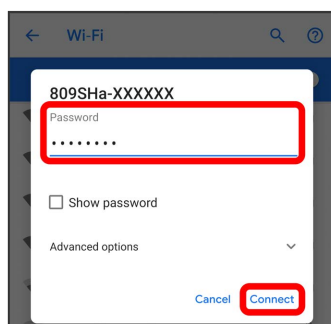 Wi-Fi
809SHa-XXXXXX
Password
••••••••
Show password
Advanced options
Cancel Connect